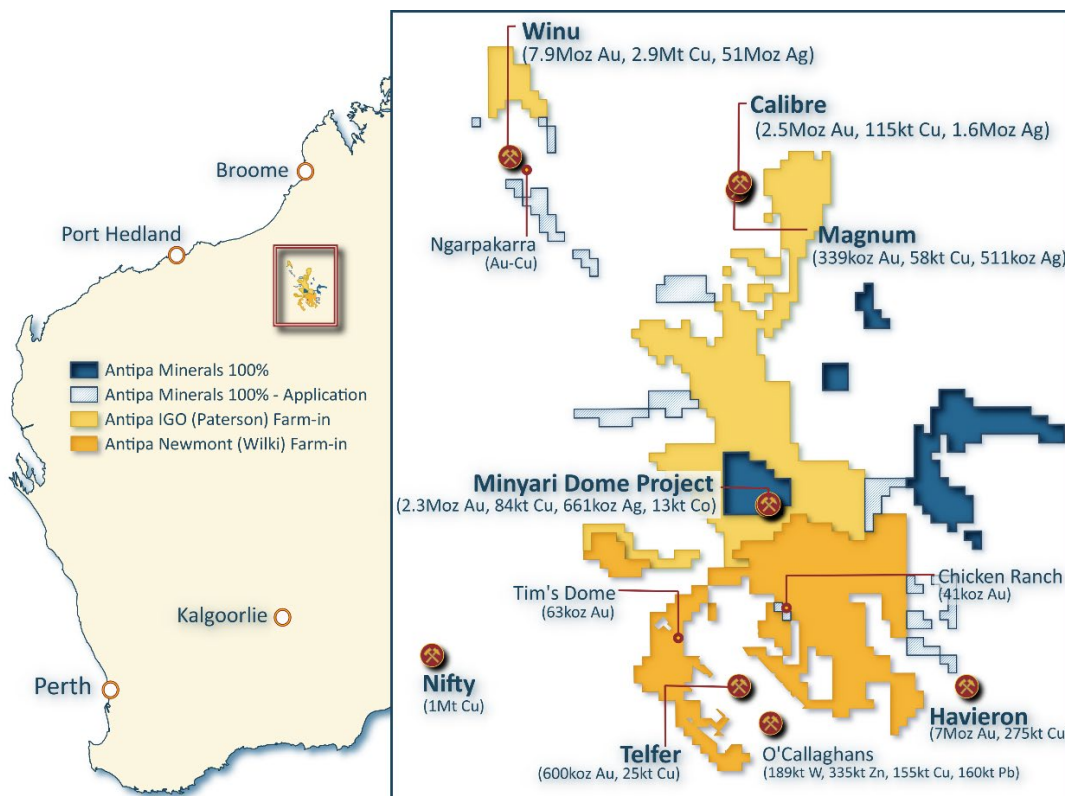 Broome
Port Hedland
Antipa Minerals 100%
Antipa Minerals 100% - Application
Antipa IGO (Paterson) Farm-in
Antipa Newmont (Wilki) Farm-in
Kalgoorlie
Perth
Winu
(7.9Moz Au, 2.9Mt Cu, 51Moz Ag)
Calibre
(2.5Moz Au, 115kt Cu, 1.6Moz Ag)
Ngarpakarra
(Au-Cu)
Magnum
(339koz Au, 58kt Cu, 511koz Ag)
Minyari Dome Project
(2.3Moz Au, 84kt Cu, 661koz Ag, 13kt Co)
Tim's Dome
(63koz Au)
Chicken Ranch
(41koz Au)
Nifty
(1Mt Cu)
Telfer
(600koz Au, 25kt Cu)
O'Callaghans
(189kt W, 335kt Zn, 155kt Cu, 160kt Pb)
Havieron
(7Moz Au, 275kt Cu